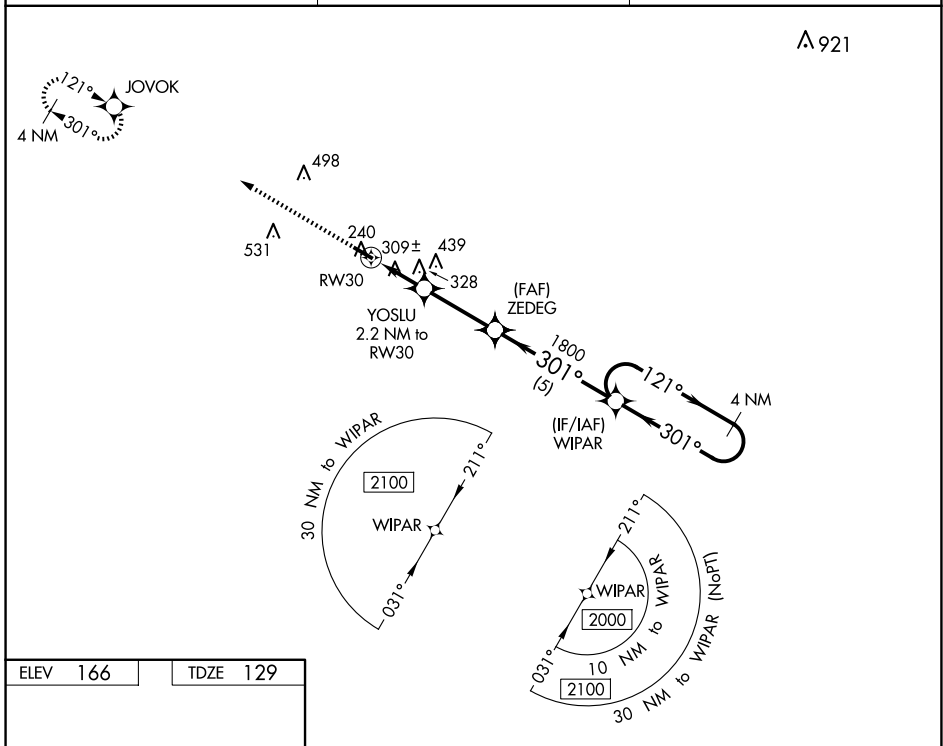 921
JOVOK
121°
301°
4 NM
498
531
240
309±
439
328
RW30
YOSLU
2.2 NM to
RW30
(FAF)
ZEDEG
1800
301°
(5)
121°
4 NM
301°
(IF/IAF)
WIPAR
30 NM to WIPAR
2100
211°
WIPAR
031°
211°
WIPAR
2000
031°
10 NM to WIPAR
2100
30 NM to WIPAR (NoPT)
ELEV 166
TDZE 129